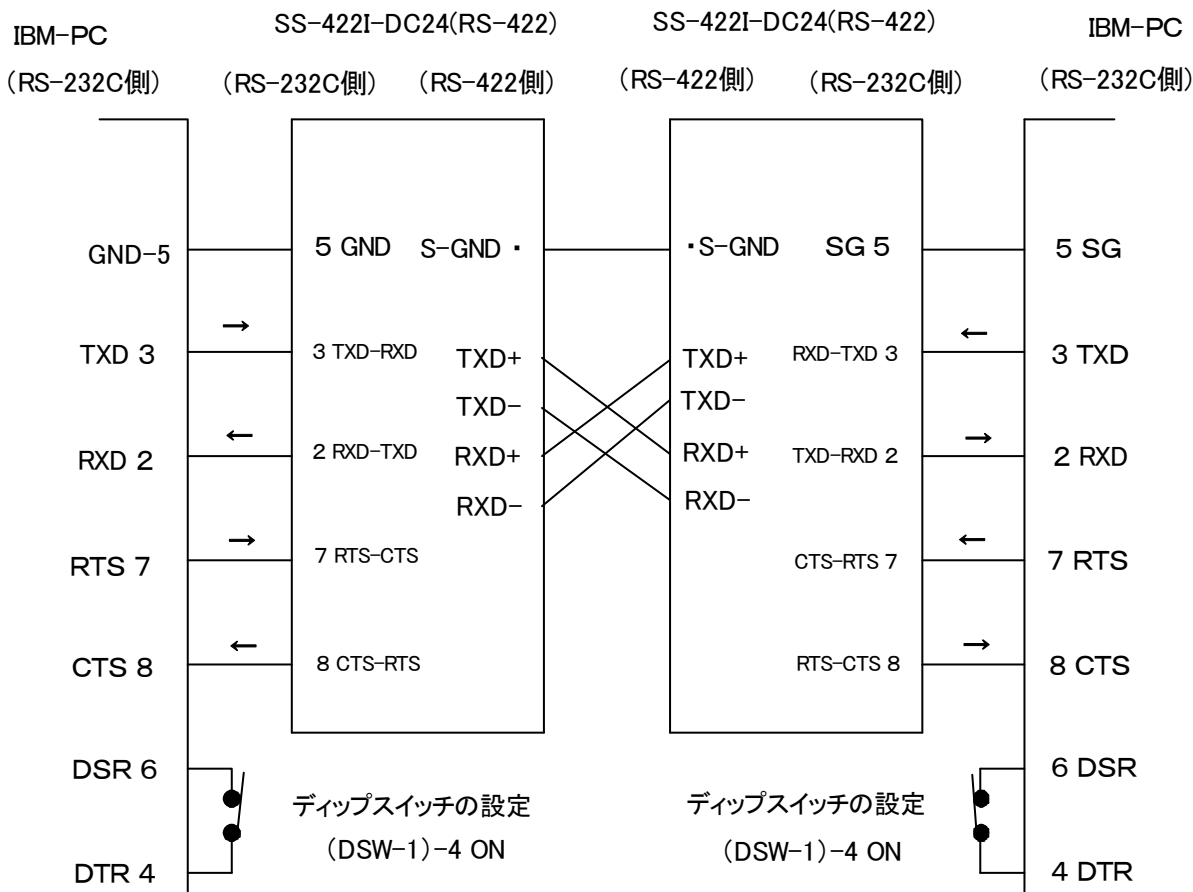 IBM-PC SS-422I-DC24(RS-422) SS-422I-DC24(RS-422) IBM-PC
(RS-232C側) (RS-232C側) (RS-422側) (RS-422側) (RS-232C側) (RS-232C側)
GND-5 5 GND S-GND・ ・S-GND SG 5 5 SG
→ ←
TXD 3 3 TXD-RXD TXD+ TXD+ RXD-TXD 3 3 TXD
TXD- TXD-
← →
RXD 2 2 RXD-TXD RXD+ RXD+ TXD-RXD 2 2 RXD
RXD- RXD-
→ ←
RTS 7 7 RTS-CTS CTS-RTS 7 7 RTS
← →
CTS 8 8 CTS-RTS RTS-CTS 8 8 CTS
DSR 6 6 DSR
ディップスイッチの設定 ディップスイッチの設定
(DSW-1)-4 ON (DSW-1)-4 ON
DTR 4 4 DTR